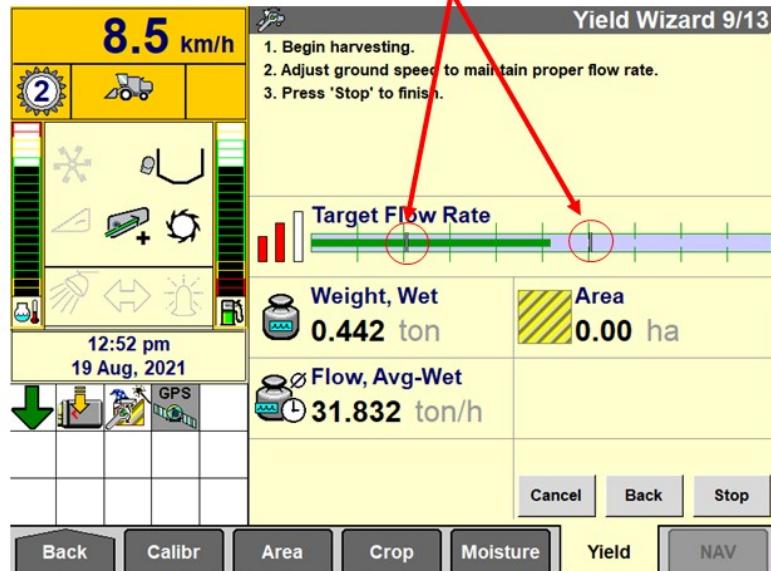 8.5 km/h
Yield Wizard 9/13
2
1. Begin harvesting.
2. Adjust ground speed to maintain proper flow rate.
3. Press 'Stop' to finish.
Target Flow Rate
Weight, Wet
0.442 ton
Area
0.00 ha
12:52 pm
19 Aug, 2021
GPS
Flow, Avg-Wet
31.832 ton/h
Cancel
Back
Stop
Back
Calibr
Area
Crop
Moisture
Yield
NAV